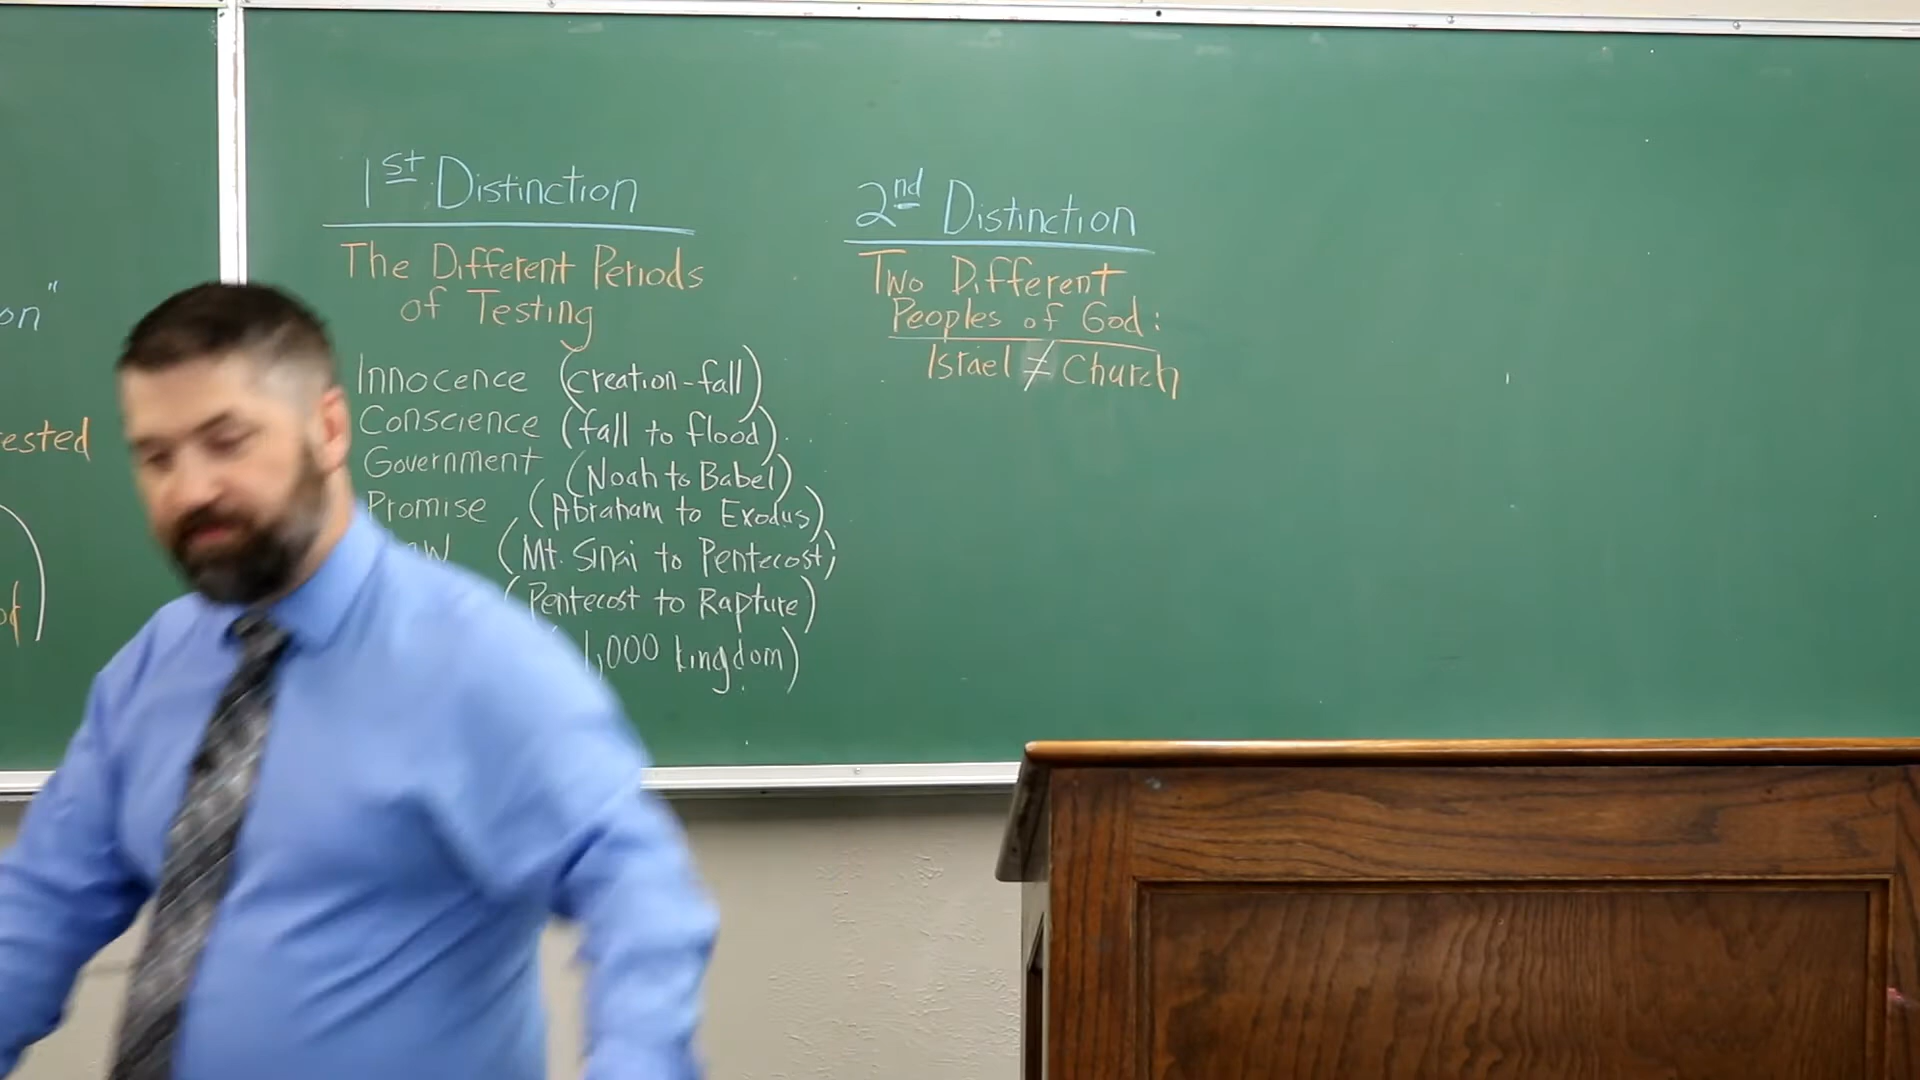 on"
ested
1st Distinction
The Different Periods
of Testing
Innocence (creation-fall)
Conscience (fall to flood)
Government (Noah to Babel)
Promise (Abraham to Exodus)
(Mt. Sinai to Pentecost)
(Pentecost to Rapture)
1,000 kingdom)
2nd Distinction
Two Different
Peoples of God:
Israel ≠ Church